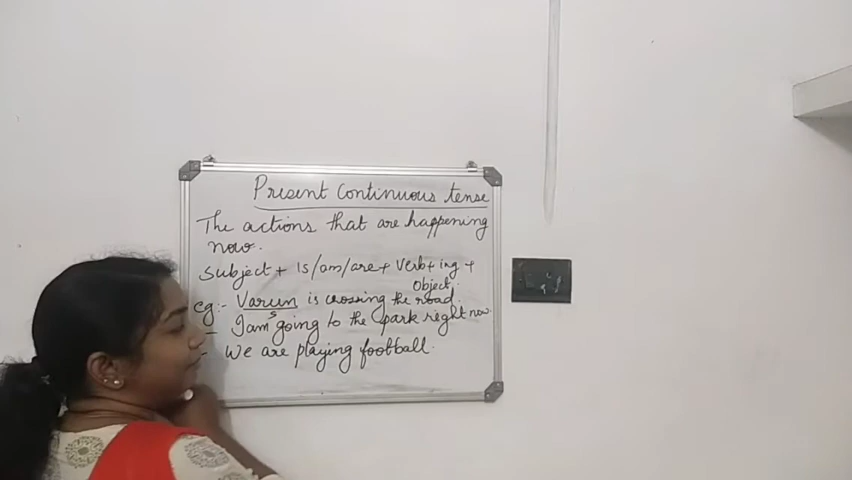 Present Continuous tense
The actions that are happening
now.
Subject + is/am/are + Verb + ing +
object.
eg:- Varun is crossing the road.
s
- I am going to the park right now.
- We are playing football.